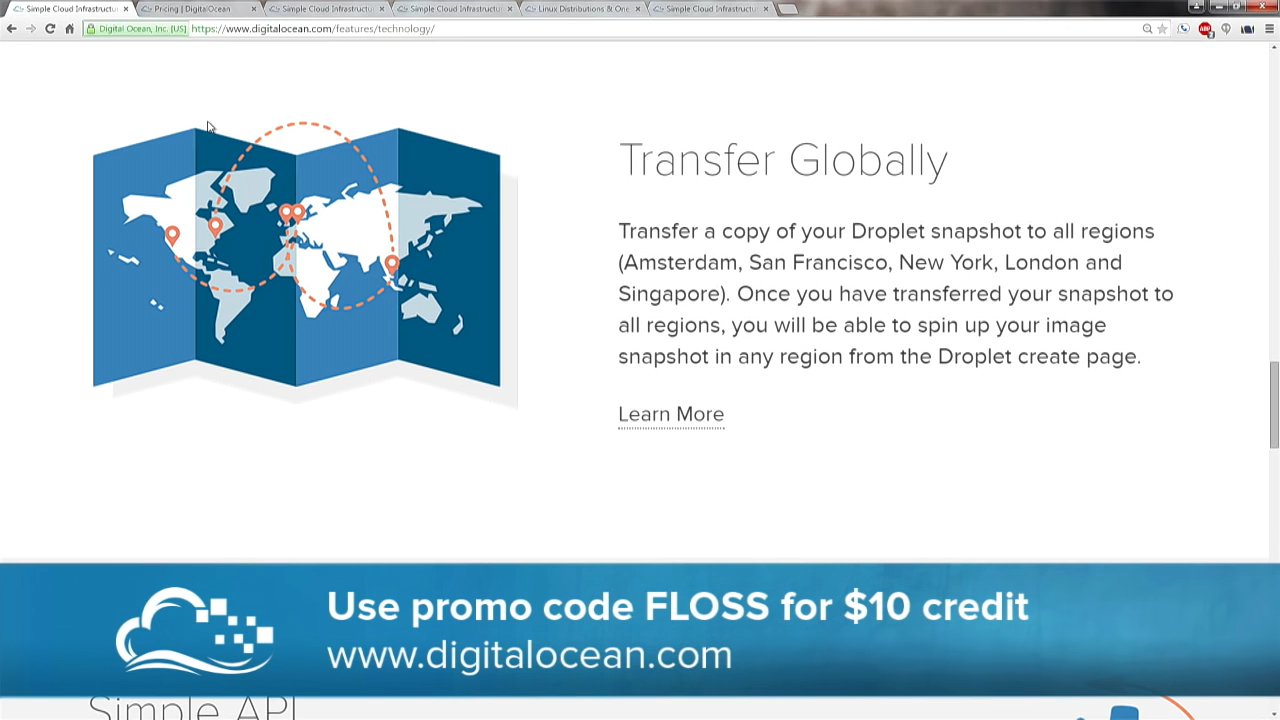 Simple Cloud Infrastructu
Pricing | DigitalOcean
Simple Cloud Infrastructu
Simple Cloud Infrastructu
Linux Distributions & One
Simple Cloud Infrastructu
Digital Ocean, Inc. [US]
https://www.digitalocean.com/features/technology/
Transfer Globally
Transfer a copy of your Droplet snapshot to all regions
(Amsterdam, San Francisco, New York, London and
Singapore). Once you have transferred your snapshot to
all regions, you will be able to spin up your image
snapshot in any region from the Droplet create page.
Learn More
Use promo code FLOSS for $10 credit
www.digitalocean.com
Simple API